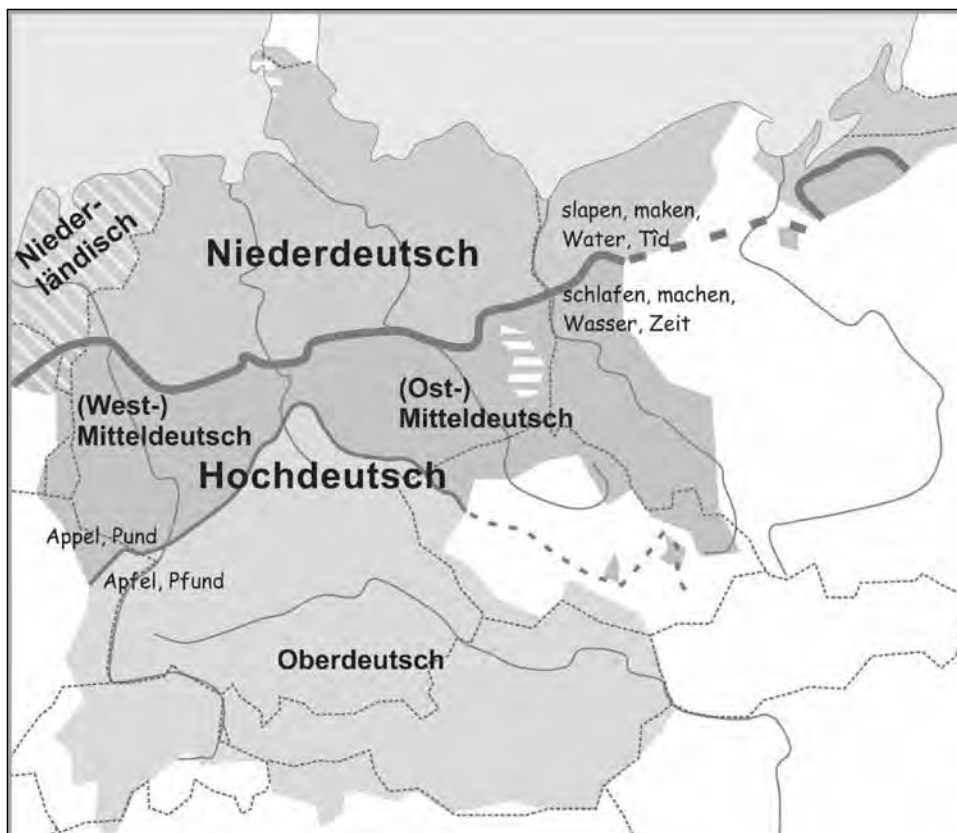 Nieder-
ländisch
Niederdeutsch
slapen, maken,
Water, Tîd
schlafen, machen,
Wasser, Zeit
(West-)
Mitteldeutsch
(Ost-)
Mitteldeutsch
Hochdeutsch
Appel, Pund
Apfel, Pfund
Oberdeutsch